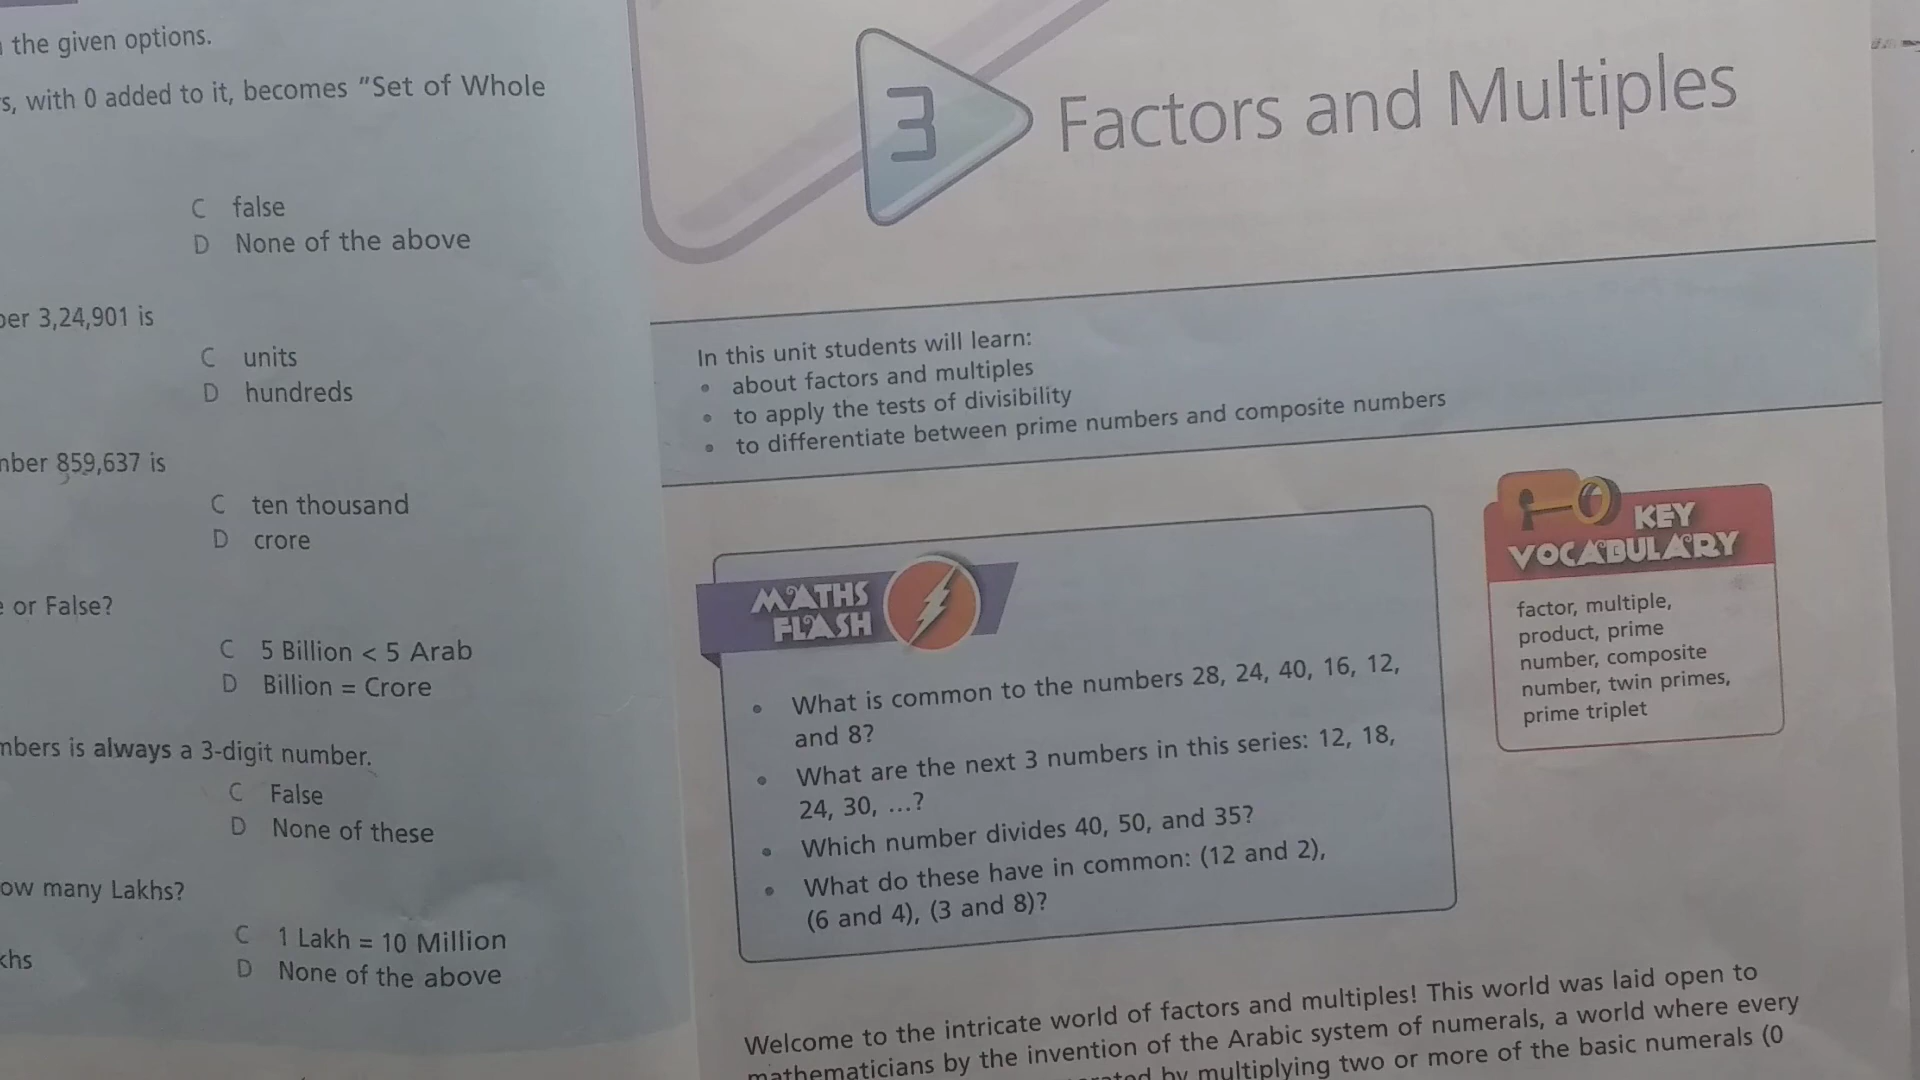 the given options.
with 0 added to it, becomes "Set of Whole
C false
D None of the above
3,24,901 is
C units
D hundreds
859,637 is
C ten thousand
D crore
or False?
C 5 Billion < 5 Arab
D Billion = Crore
is always a 3-digit number.
C False
D None of these
many Lakhs?
C 1 Lakh = 10 Million
D None of the above
3 Factors and Multiples
In this unit students will learn:
• about factors and multiples
• to apply the tests of divisibility
• to differentiate between prime numbers and composite numbers
MATHS
FLASH
• What is common to the numbers 28, 24, 40, 16, 12,
and 8?
• What are the next 3 numbers in this series: 12, 18,
24, 30, ...?
• Which number divides 40, 50, and 35?
• What do these have in common: (12 and 2),
(6 and 4), (3 and 8)?
KEY
VOCABULARY
factor, multiple,
product, prime
number, composite
number, twin primes,
prime triplet
Welcome to the intricate world of factors and multiples! This world was laid open to
mathematicians by the invention of the Arabic system of numerals, a world where every
by multiplying two or more of the basic numerals (0